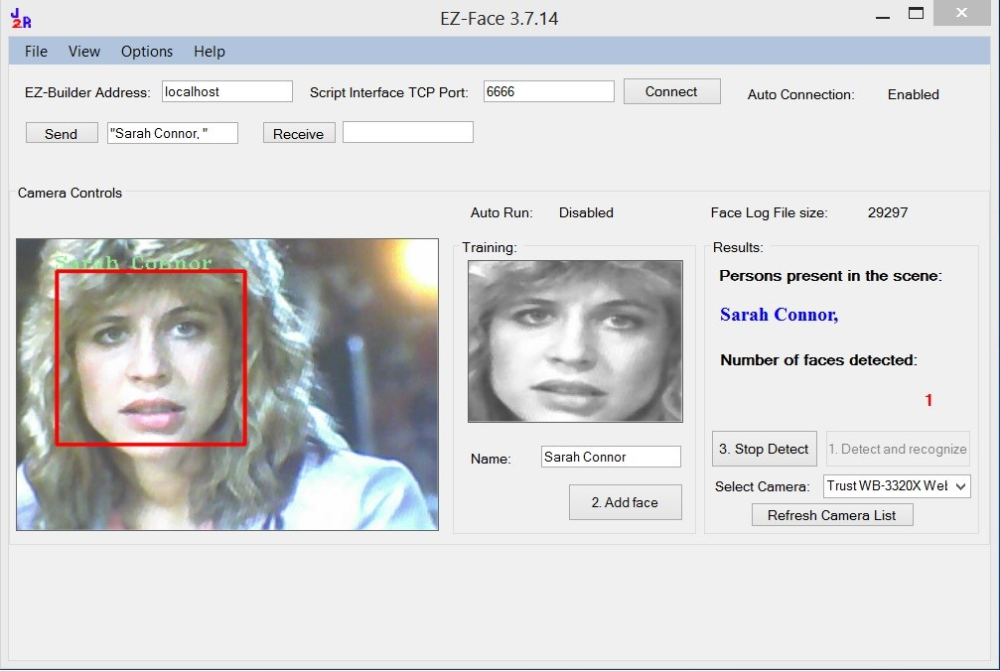 J2R
EZ-Face 3.7.14
File View Options Help
EZ-Builder Address: localhost Script Interface TCP Port: 6666 Connect Auto Connection: Enabled
Send "Sarah Connor, " Receive
Camera Controls
Auto Run: Disabled Face Log File size: 29297
Sarah Connor
Training:
Name: Sarah Connor
2. Add face
Results:
Persons present in the scene:
Sarah Connor,
Number of faces detected:
1
3. Stop Detect 1. Detect and recognize
Select Camera: Trust WB-3320X Wel
Refresh Camera List